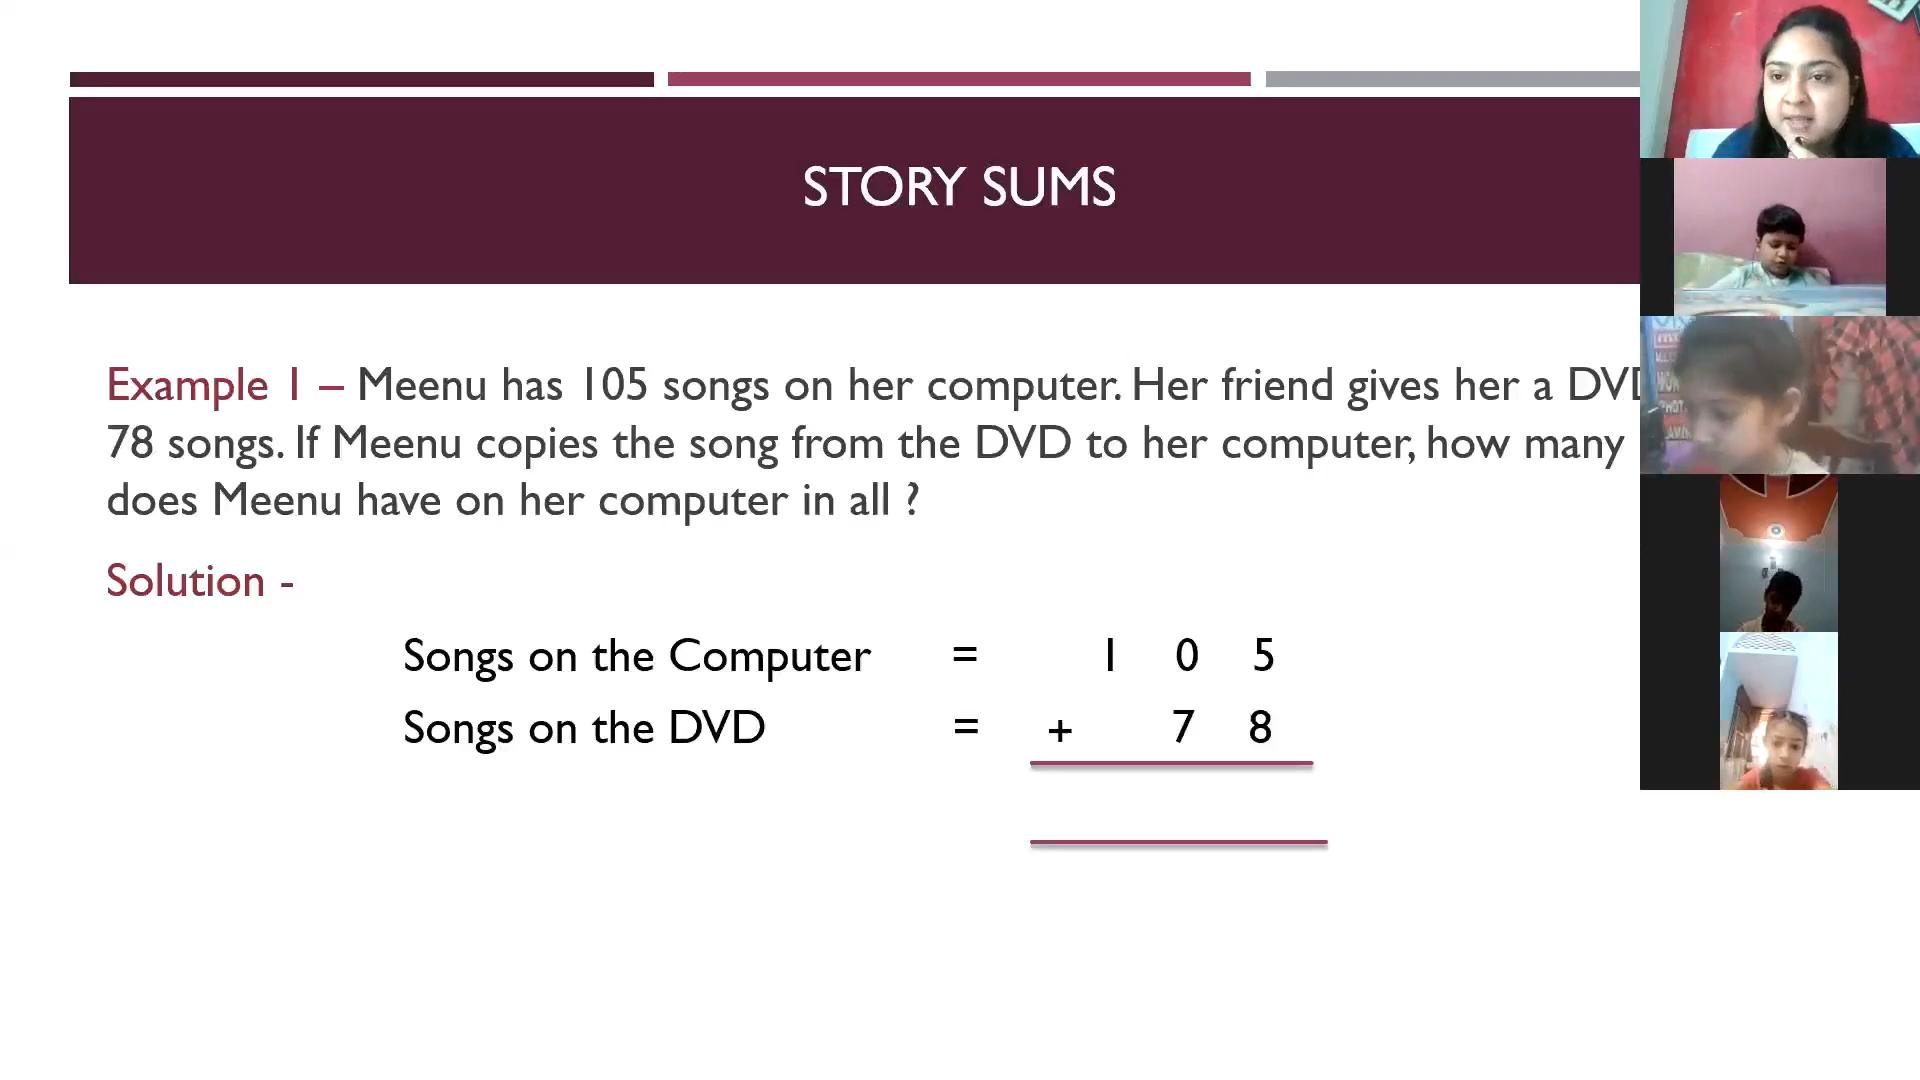 STORY SUMS
Example 1 – Meenu has 105 songs on her computer. Her friend gives her a DVD
78 songs. If Meenu copies the song from the DVD to her computer, how many
does Meenu have on her computer in all ?
Solution -
Songs on the Computer = 1 0 5
Songs on the DVD = + 7 8